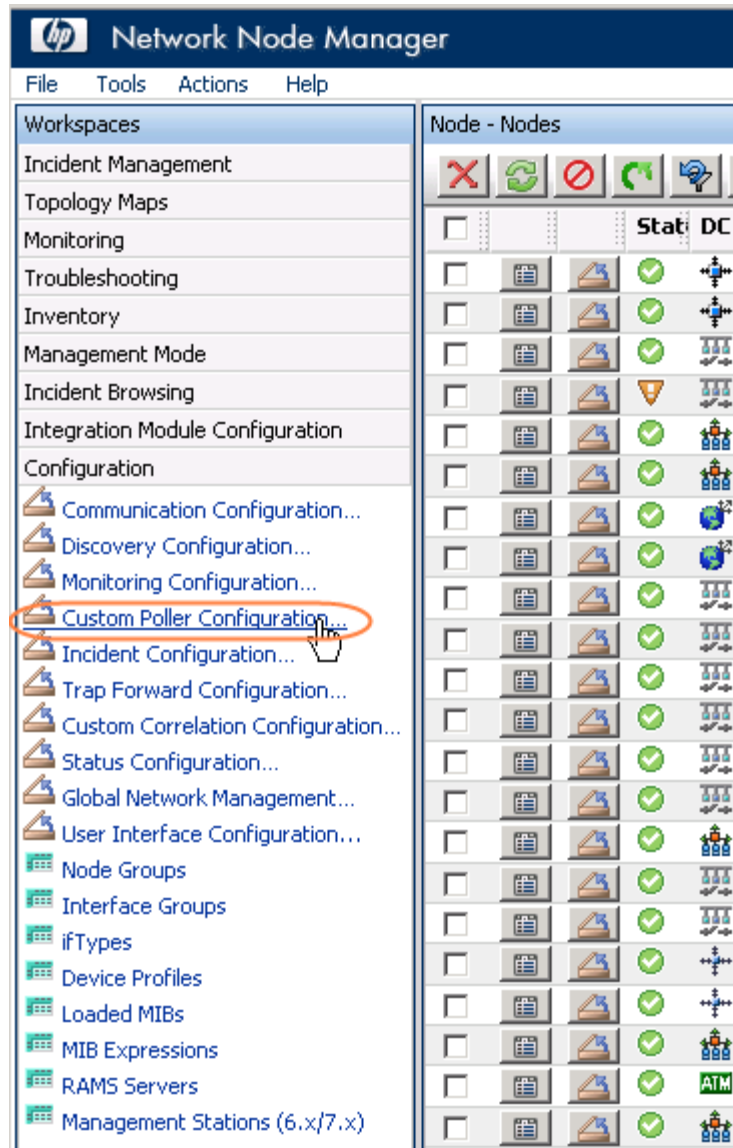 hp Network Node Manager
File Tools Actions Help
Workspaces
Incident Management
Topology Maps
Monitoring
Troubleshooting
Inventory
Management Mode
Incident Browsing
Integration Module Configuration
Configuration
Communication Configuration...
Discovery Configuration...
Monitoring Configuration...
Custom Poller Configuration...
Incident Configuration...
Trap Forward Configuration...
Custom Correlation Configuration...
Status Configuration...
Global Network Management...
User Interface Configuration...
Node Groups
Interface Groups
ifTypes
Device Profiles
Loaded MIBs
MIB Expressions
RAMS Servers
Management Stations (6.x/7.x)
Node - Nodes
Stat DC
ATM